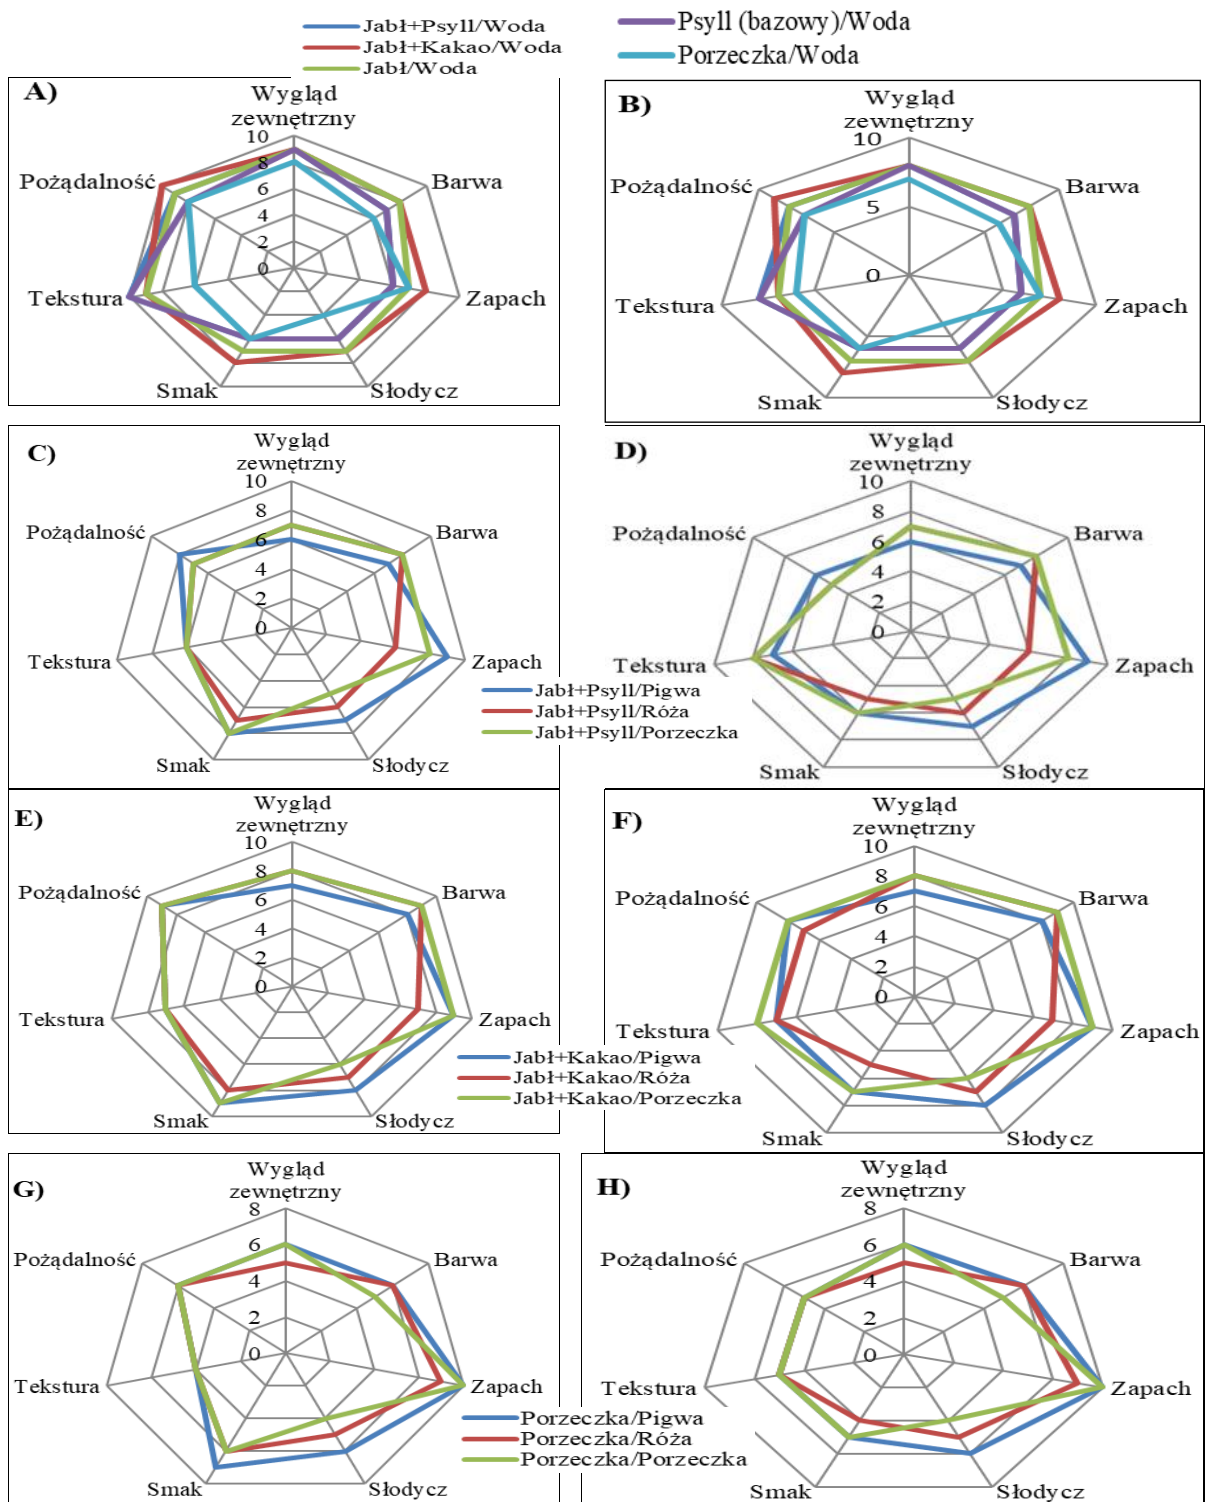 Jabł+Psyll/Woda
Jabł+Kakao/Woda
Jabł/Woda
Psyll (bazowy)/Woda
Porzeczka/Woda
A)
Wygląd
zewnętrzny
10
8
6
4
2
0
Barwa
Zapach
Słodycz
Smak
Tekstura
Pożądalność
B)
Wygląd
zewnętrzny
10
5
0
Barwa
Zapach
Słodycz
Smak
Tekstura
Pożądalność
C)
Wygląd
zewnętrzny
10
8
6
4
2
0
Barwa
Zapach
Słodycz
Smak
Tekstura
Pożądalność
D)
Wygląd
zewnętrzny
10
8
6
4
2
0
Barwa
Zapach
Słodycz
Smak
Tekstura
Pożądalność
Jabł+Psyll/Pigwa
Jabł+Psyll/Róża
Jabł+Psyll/Porzeczka
E)
Wygląd
zewnętrzny
10
8
6
4
2
0
Barwa
Zapach
Słodycz
Smak
Tekstura
Pożądalność
F)
Wygląd
zewnętrzny
10
8
6
4
2
0
Barwa
Zapach
Słodycz
Smak
Tekstura
Pożądalność
Jabł+Kakao/Pigwa
Jabł+Kakao/Róża
Jabł+Kakao/Porzeczka
G)
Wygląd
zewnętrzny
8
6
4
2
0
Barwa
Zapach
Słodycz
Smak
Tekstura
Pożądalność
H)
Wygląd
zewnętrzny
8
6
4
2
0
Barwa
Zapach
Słodycz
Smak
Tekstura
Pożądalność
Porzeczka/Pigwa
Porzeczka/Róża
Porzeczka/Porzeczka